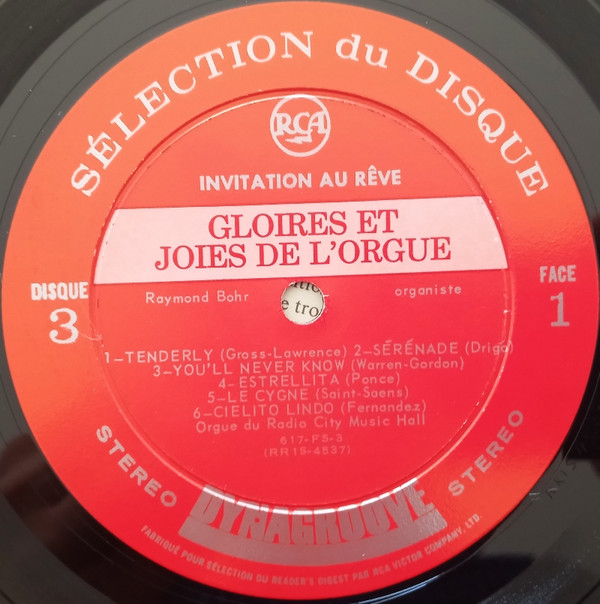 SÉLECTION du DISQUE
RCA
INVITATION AU RÊVE
GLOIRES ET
JOIES DE L'ORGUE
DISQUE
3
FACE
1
Raymond Bohr organiste
e tro
1—TENDERLY (Gross-Lawrence) 2—SÉRÉNADE (Drigo)
3—YOU'LL NEVER KNOW (Warren-Gordon)
4—ESTRELLITA (Ponce)
5—LE CYGNE (Saint-Saens)
6—CIELITO LINDO (Fernandez)
Orgue du Radio City Music Hall
617-FS-3
(RR1S-4537)
STEREO
DYNAGROOVE
STEREO
FABRIQUÉ POUR SÉLECTION DU READER'S DIGEST PAR RCA VICTOR COMPANY, LTD.